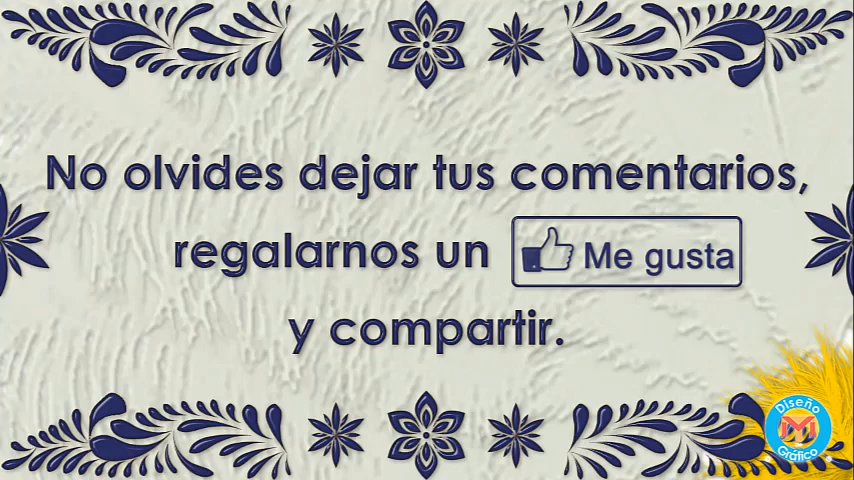 No olvides dejar tus comentarios,
regalarnos un Me gusta
y compartir.
Diseño
M
Gráfico